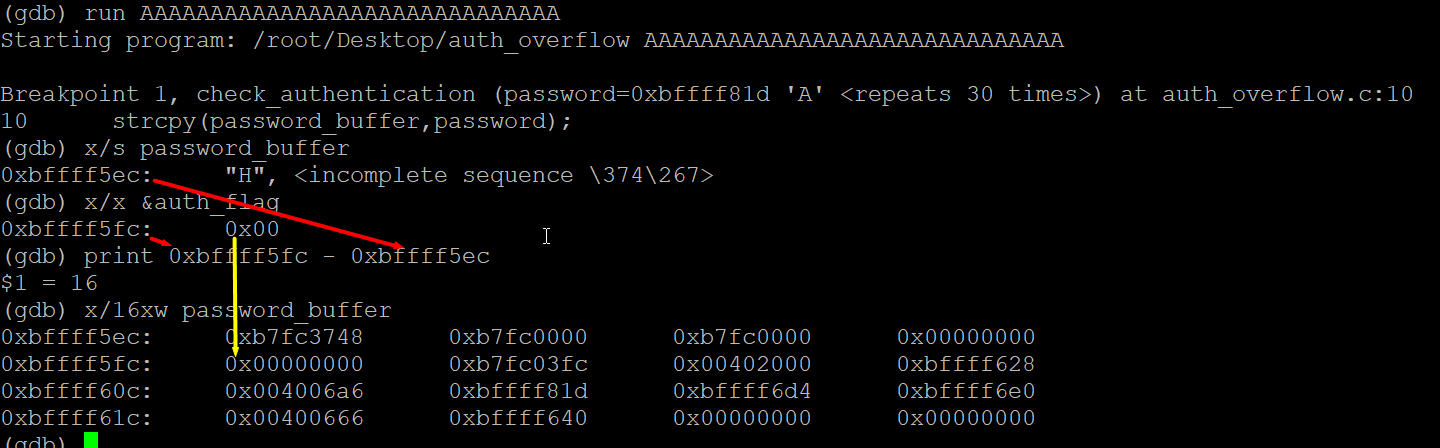 (gdb) run AAAAAAAAAAAAAAAAAAAAAAAAAAAAAA
Starting program: /root/Desktop/auth_overflow AAAAAAAAAAAAAAAAAAAAAAAAAAAAAA
Breakpoint 1, check_authentication (password=0xbffff81d 'A' <repeats 30 times>) at auth_overflow.c:10
10      strcpy(password_buffer,password);
(gdb) x/s password_buffer
0xbffff5ec:     "H", <incomplete sequence \374\267>
(gdb) x/x &auth_flag
0xbffff5fc:     0x00
(gdb) print 0xbffff5fc - 0xbffff5ec
$1 = 16
(gdb) x/16xw password_buffer
0xbffff5ec:     0xb7fc3748      0xb7fc0000      0xb7fc0000      0x00000000
0xbffff5fc:     0x00000000      0xb7fc03fc      0x00402000      0xbffff628
0xbffff60c:     0x004006a6      0xbffff81d      0xbffff6d4      0xbffff6e0
0xbffff61c:     0x00400666      0xbffff640      0x00000000      0x00000000
(gdb)